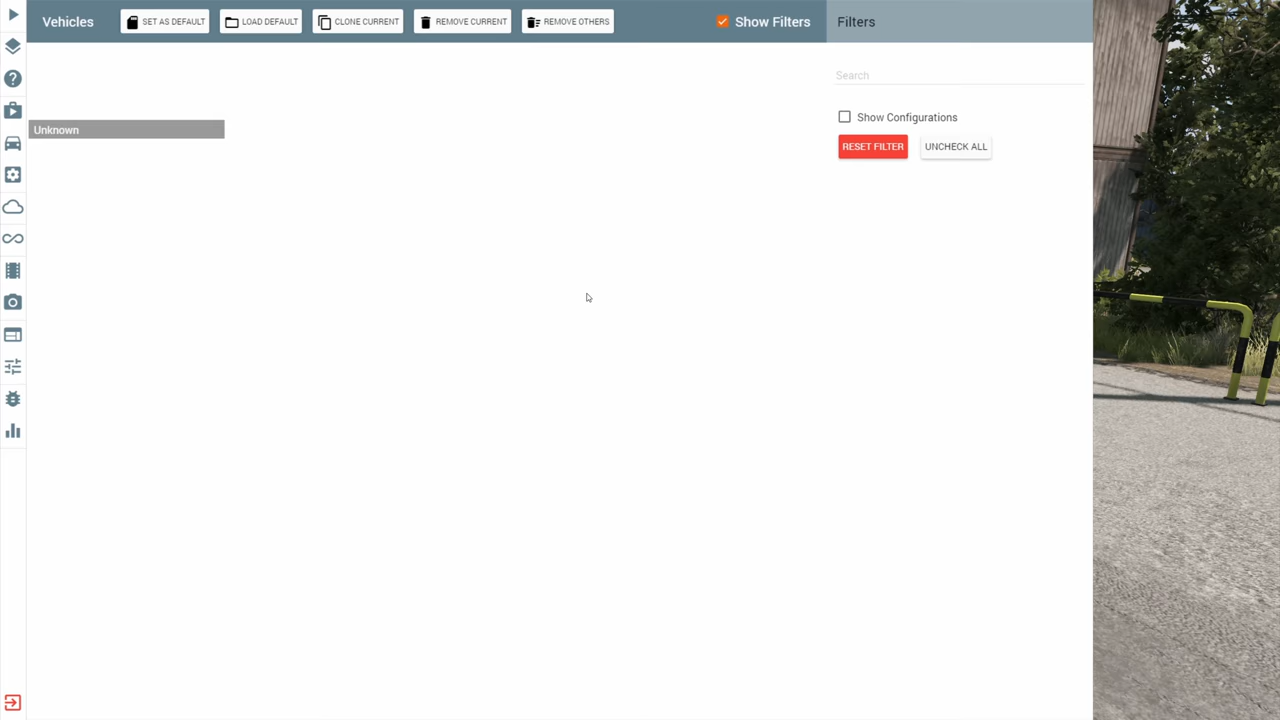 Vehicles
SET AS DEFAULT
LOAD DEFAULT
CLONE CURRENT
REMOVE CURRENT
REMOVE OTHERS
Show Filters
Filters
Search
Show Configurations
Unknown
RESET FILTER
UNCHECK ALL